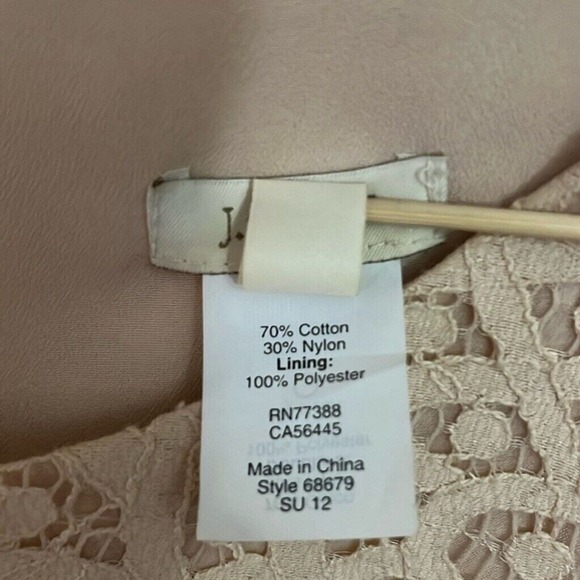 J.
70% Cotton
30% Nylon
Lining:
100% Polyester
RN77388
CA56445
Made in China
Style 68679
SU 12